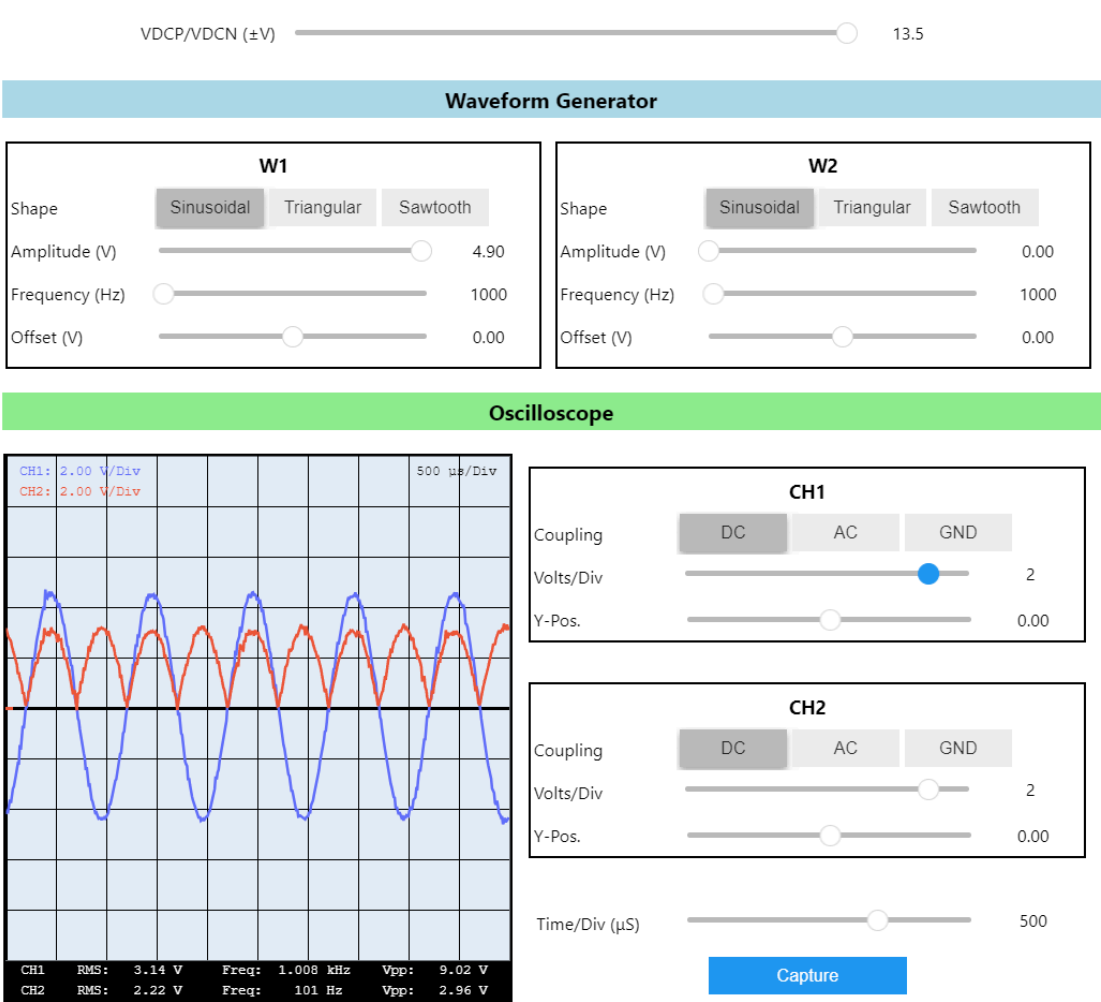 VDCP/VDCN (±V) 13.5
Waveform Generator
W1
Shape Sinusoidal Triangular Sawtooth
Amplitude (V) 4.90
Frequency (Hz) 1000
Offset (V) 0.00
W2
Shape Sinusoidal Triangular Sawtooth
Amplitude (V) 0.00
Frequency (Hz) 1000
Offset (V) 0.00
Oscilloscope
CH1: 2.00 V/Div 500 µs/Div
CH2: 2.00 V/Div
CH1 RMS: 3.14 V Freq: 1.008 kHz Vpp: 9.02 V
CH2 RMS: 2.22 V Freq: 101 Hz Vpp: 2.96 V
CH1
Coupling DC AC GND
Volts/Div 2
Y-Pos. 0.00
CH2
Coupling DC AC GND
Volts/Div 2
Y-Pos. 0.00
Time/Div (µS) 500
Capture